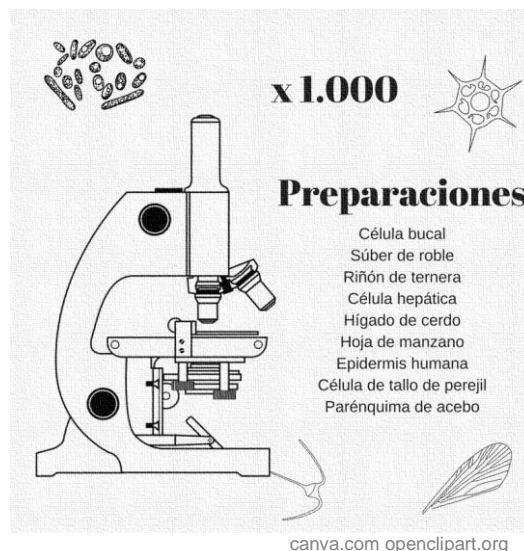 x 1.000
Preparaciones
Célula bucal
Súber de roble
Riñón de ternera
Célula hepática
Hígado de cerdo
Hoja de manzano
Epidermis humana
Célula de tallo de perejil
Parénquima de acebo
canva.com openclipart.org